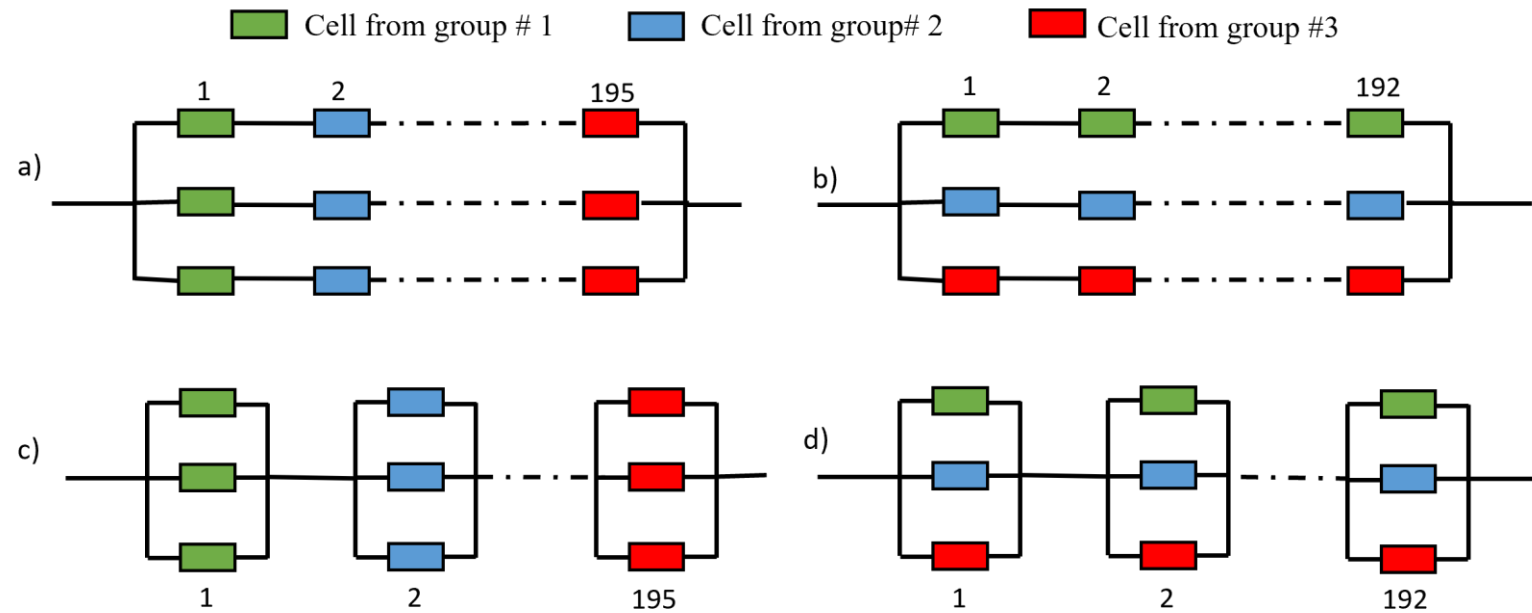 Cell from group # 1
Cell from group# 2
Cell from group #3
a)
1
2
195
b)
1
2
192
c)
1
2
195
d)
1
2
192